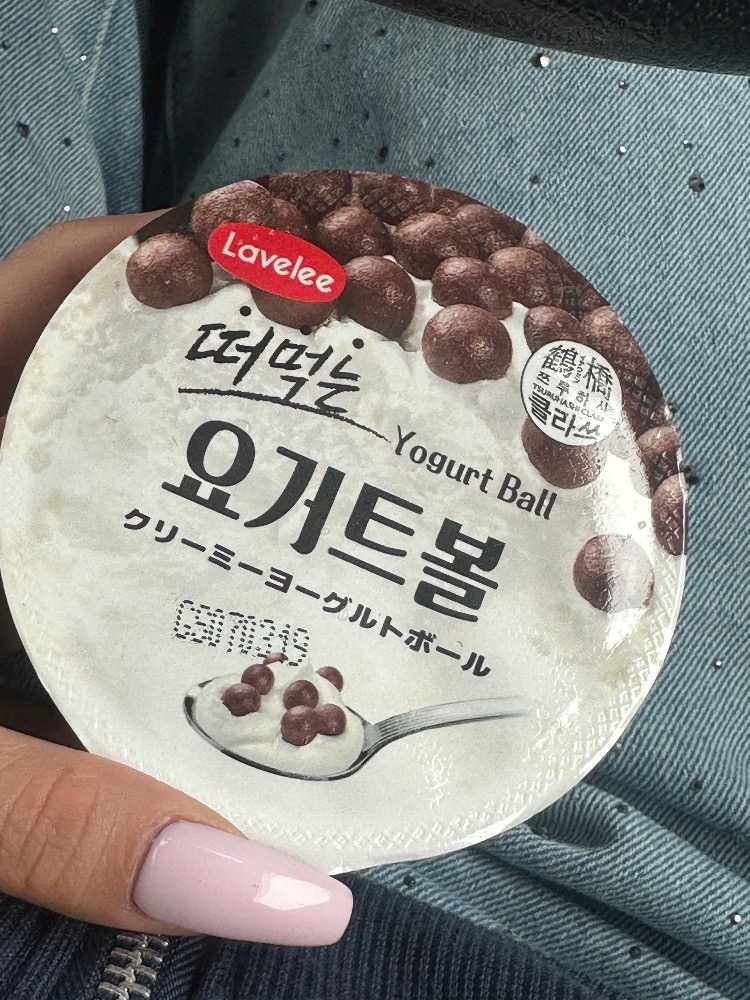 Lavelee
떠먹는
Yogurt Ball
요거트볼
クリーミーヨーグルトボール
鶴橋
쯔루하시
TSURUHASHI CLASS
클라쓰